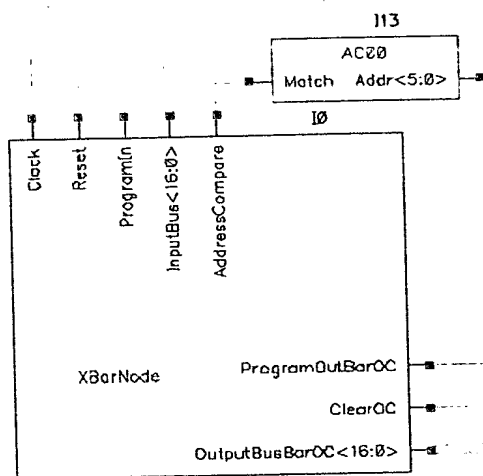 I13
AC20
Match Addr<5:0>
I0
Clock
Reset
ProgramIn
InputBus<16:0>
AddressCompare
XBarNode
ProgramOutBarOC
ClearOC
OutputBusBarOC<16:0>